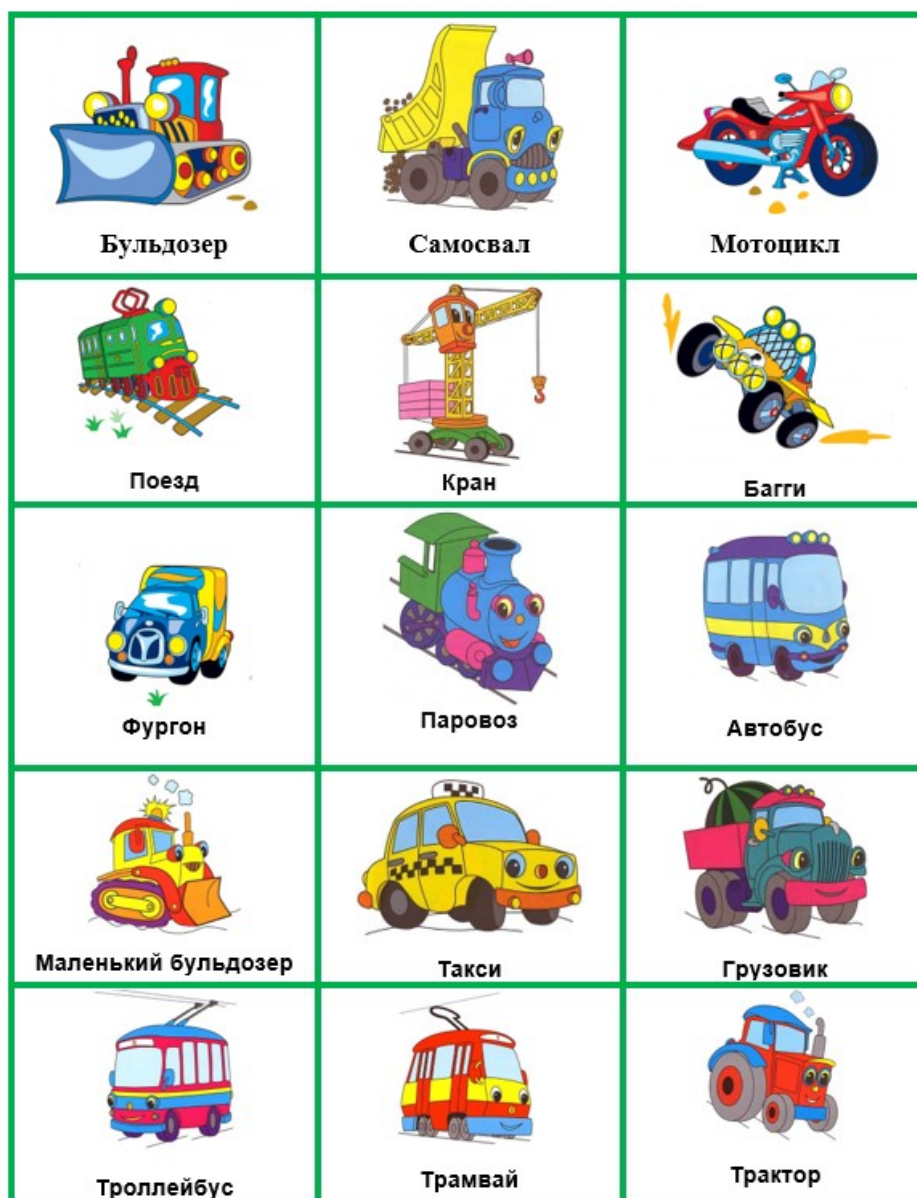 Бульдозер
Самосвал
Мотоцикл
Поезд
Кран
Багги
Фургон
Паровоз
Автобус
Маленький бульдозер
Такси
Грузовик
Троллейбус
Трамвай
Трактор